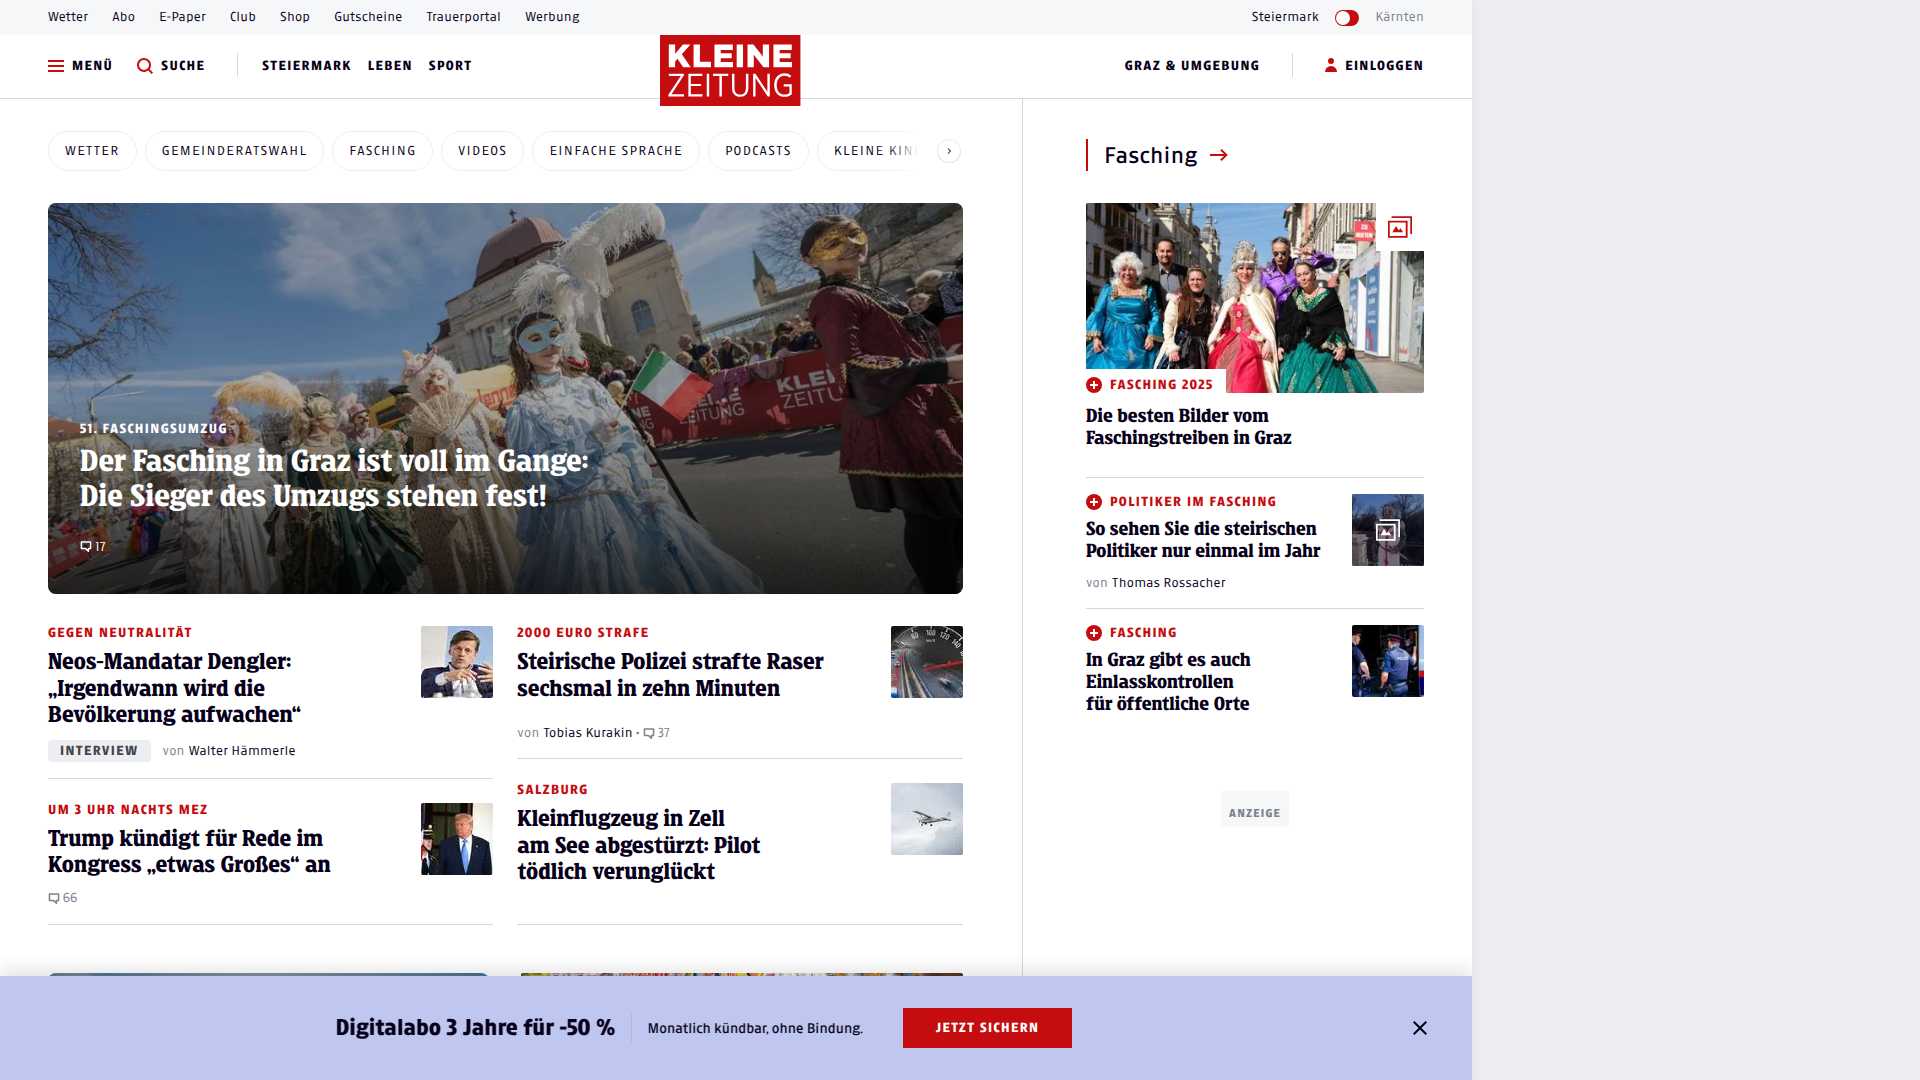 Wetter Abo E-Paper Club Shop Gutscheine Trauerportal Werbung
Steiermark Kärnten
MENÜ SUCHE STEIERMARK LEBEN SPORT
KLEINE
ZEITUNG
GRAZ & UMGEBUNG EINLOGGEN
WETTER GEMEINDERATSWAHL FASCHING VIDEOS EINFACHE SPRACHE PODCASTS KLEINE
51. FASCHINGSUMZUG
Der Fasching in Graz ist voll im Gange:
Die Sieger des Umzugs stehen fest!
17
GEGEN NEUTRALITÄT
Neos-Mandatar Dengler:
„Irgendwann wird die
Bevölkerung aufwachen“
INTERVIEW von Walter Hämmerle
UM 3 UHR NACHTS MEZ
Trump kündigt für Rede im
Kongress „etwas Großes“ an
66
2000 EURO STRAFE
Steirische Polizei strafte Raser
sechsmal in zehn Minuten
von Tobias Kurakin · 37
SALZBURG
Kleinflugzeug in Zell
am See abgestürzt: Pilot
tödlich verunglückt
Fasching
FASCHING 2025
Die besten Bilder vom
Faschingstreiben in Graz
POLITIKER IM FASCHING
So sehen Sie die steirischen
Politiker nur einmal im Jahr
von Thomas Rossacher
FASCHING
In Graz gibt es auch
Einlasskontrollen
für öffentliche Orte
ANZEIGE
Digitalabo 3 Jahre für -50 %
Monatlich kündbar, ohne Bindung.
JETZT SICHERN